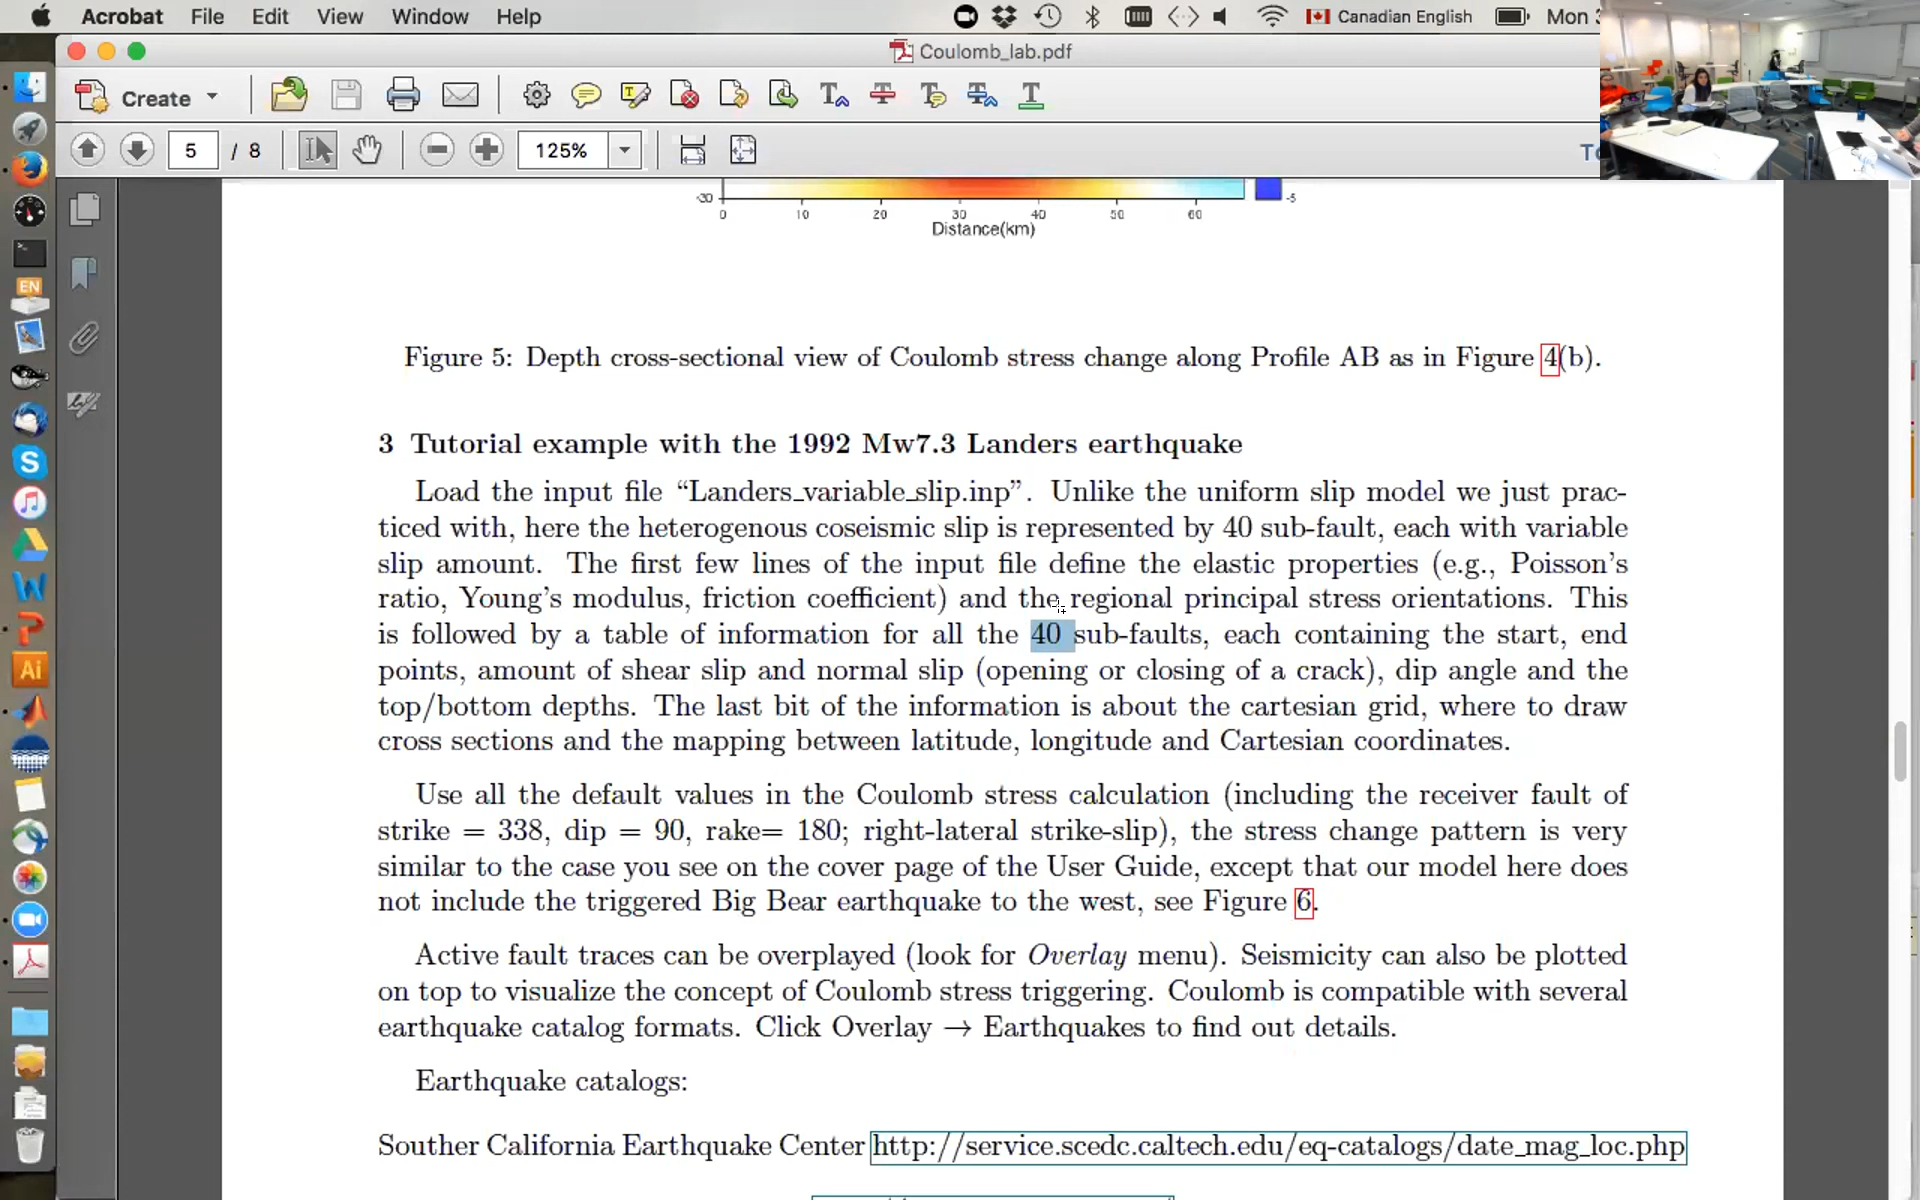 Acrobat File Edit View Window Help Canadian English Mon
Coulomb_lab.pdf
Create
5 / 8 125%
-30 -5
0 10 20 30 40 50 60
Distance(km)
Figure 5: Depth cross-sectional view of Coulomb stress change along Profile AB as in Figure 4(b).
3 Tutorial example with the 1992 Mw7.3 Landers earthquake
Load the input file “Landers_variable_slip.inp”. Unlike the uniform slip model we just prac-
ticed with, here the heterogenous coseismic slip is represented by 40 sub-fault, each with variable
slip amount. The first few lines of the input file define the elastic properties (e.g., Poisson’s
ratio, Young’s modulus, friction coefficient) and the regional principal stress orientations. This
is followed by a table of information for all the 40 sub-faults, each containing the start, end
points, amount of shear slip and normal slip (opening or closing of a crack), dip angle and the
top/bottom depths. The last bit of the information is about the cartesian grid, where to draw
cross sections and the mapping between latitude, longitude and Cartesian coordinates.
Use all the default values in the Coulomb stress calculation (including the receiver fault of
strike = 338, dip = 90, rake= 180; right-lateral strike-slip), the stress change pattern is very
similar to the case you see on the cover page of the User Guide, except that our model here does
not include the triggered Big Bear earthquake to the west, see Figure 6.
Active fault traces can be overplayed (look for Overlay menu). Seismicity can also be plotted
on top to visualize the concept of Coulomb stress triggering. Coulomb is compatible with several
earthquake catalog formats. Click Overlay → Earthquakes to find out details.
Earthquake catalogs:
Souther California Earthquake Center http://service.scedc.caltech.edu/eq-catalogs/date_mag_loc.php
EN
Ai